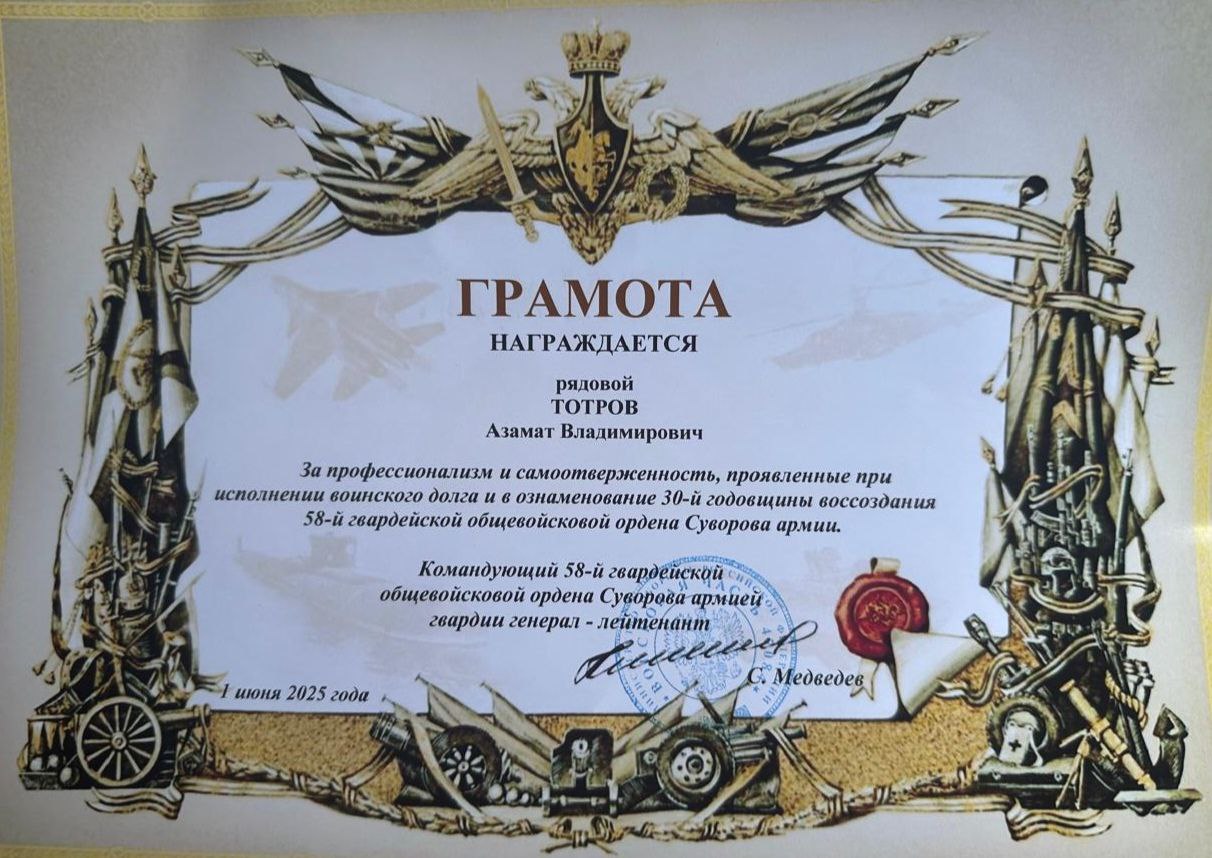 ГРАМОТА
НАГРАЖДАЕТСЯ
рядовой
ТОТРОВ
Азамат Владимирович
За профессионализм и самоотверженность, проявленные при
исполнении воинского долга и в ознаменование 30-й годовщины воссоздания
58-й гвардейской общевойсковой ордена Суворова армии.
Командующий 58-й гвардейской
общевойсковой ордена Суворова армией
гвардии генерал - лейтенант
С. Медведев
1 июня 2025 года